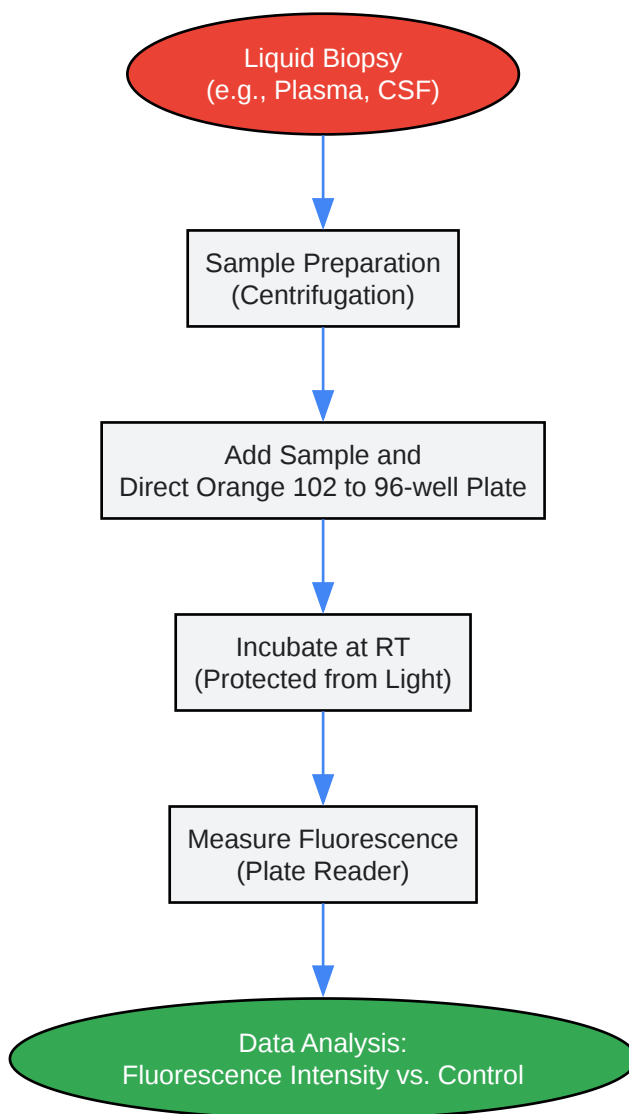 Liquid Biopsy
(e.g., Plasma, CSF)
Sample Preparation
(Centrifugation)
Add Sample and
Direct Orange 102 to 96-well Plate
Incubate at RT
(Protected from Light)
Measure Fluorescence
(Plate Reader)
Data Analysis:
Fluorescence Intensity vs. Control